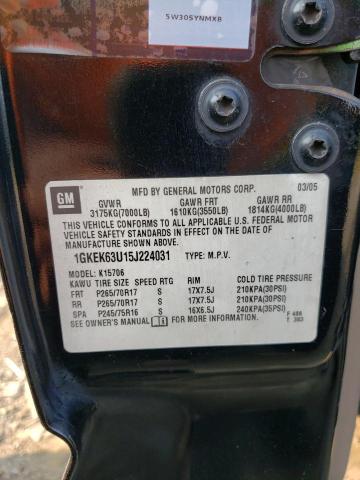 5W30SYNMXB
GM
MFD BY GENERAL MOTORS CORP. 03/05
GVWR GAWR FRT GAWR RR
3175KG(7000LB) 1610KG(3550LB) 1814KG(4000LB)
THIS VEHICLE CONFORMS TO ALL APPLICABLE U.S. FEDERAL MOTOR
VEHICLE SAFETY STANDARDS IN EFFECT ON THE DATE OF
MANUFACTURE SHOWN ABOVE.
1GKEK63U15J224031 TYPE: M.P.V.
MODEL: K15706
KAWU TIRE SIZE SPEED RTG RIM COLD TIRE PRESSURE
FRT P265/70R17 S 17X7.5J 210KPA(30PSI)
RR P265/70R17 S 17X7.5J 210KPA(30PSI)
SPA P245/75R16 S 16X6.5J 240KPA(35PSI)
SEE OWNER'S MANUAL FOR MORE INFORMATION.
F 486
T 303